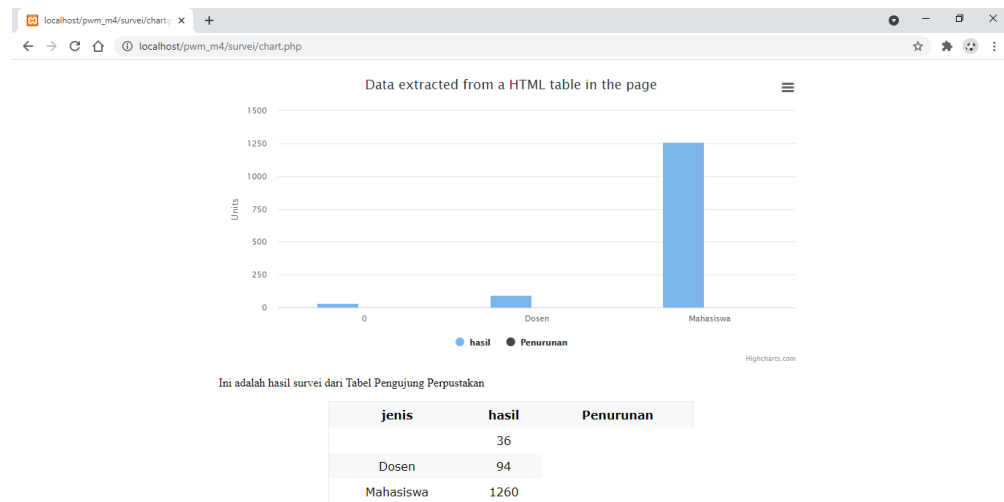 localhost/pwm_m4/survei/chart.p
localhost/pwm_m4/survei/chart.php
Data extracted from a HTML table in the page
1500
1250
1000
750
500
250
0
Units
0 Dosen Mahasiswa
hasil Penurunan
Highcharts.com
Ini adalah hasil survei dari Tabel Pengujung Perpustakan
jenis hasil Penurunan
36
Dosen 94
Mahasiswa 1260